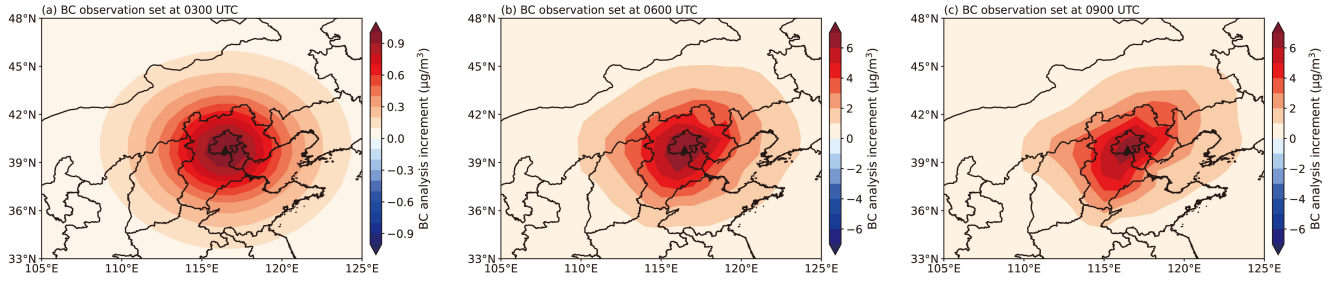 (a) BC observation set at 0300 UTC
48°N
45°N
42°N
39°N
36°N
33°N
105°E
110°E
115°E
120°E
125°E
0.9
0.6
0.3
0.0
−0.3
−0.6
−0.9
BC analysis increment (μg/m³)
(b) BC observation set at 0600 UTC
48°N
45°N
42°N
39°N
36°N
33°N
105°E
110°E
115°E
120°E
125°E
6
4
2
0
−2
−4
−6
BC analysis increment (μg/m³)
(c) BC observation set at 0900 UTC
48°N
45°N
42°N
39°N
36°N
33°N
105°E
110°E
115°E
120°E
125°E
6
4
2
0
−2
−4
−6
BC analysis increment (μg/m³)